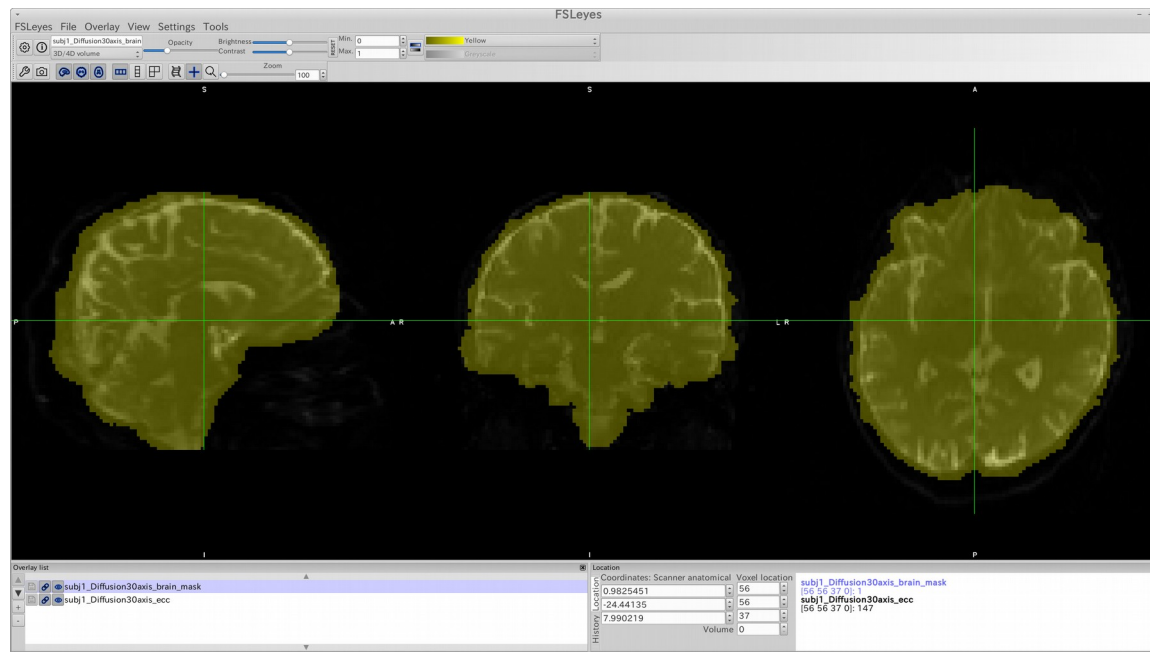 FSLeyes
FSLeyes File Overlay View Settings Tools
subj1_Diffusion30axis_brain
3D/4D volume
Opacity
Brightness
Contrast
RESET
Min. 0
Max. 1
Yellow
Greyscale
Zoom
100
S S A
P A R L R
I I P
Overlay list
subj1_Diffusion30axis_brain_mask
subj1_Diffusion30axis_ecc
+
-
Location
History Location
Coordinates: Scanner anatomical Voxel location
0.9825451 56
-24.44135 56
7.990219 37
Volume 0
subj1_Diffusion30axis_brain_mask
[56 56 37 0]: 1
subj1_Diffusion30axis_ecc
[56 56 37 0]: 147